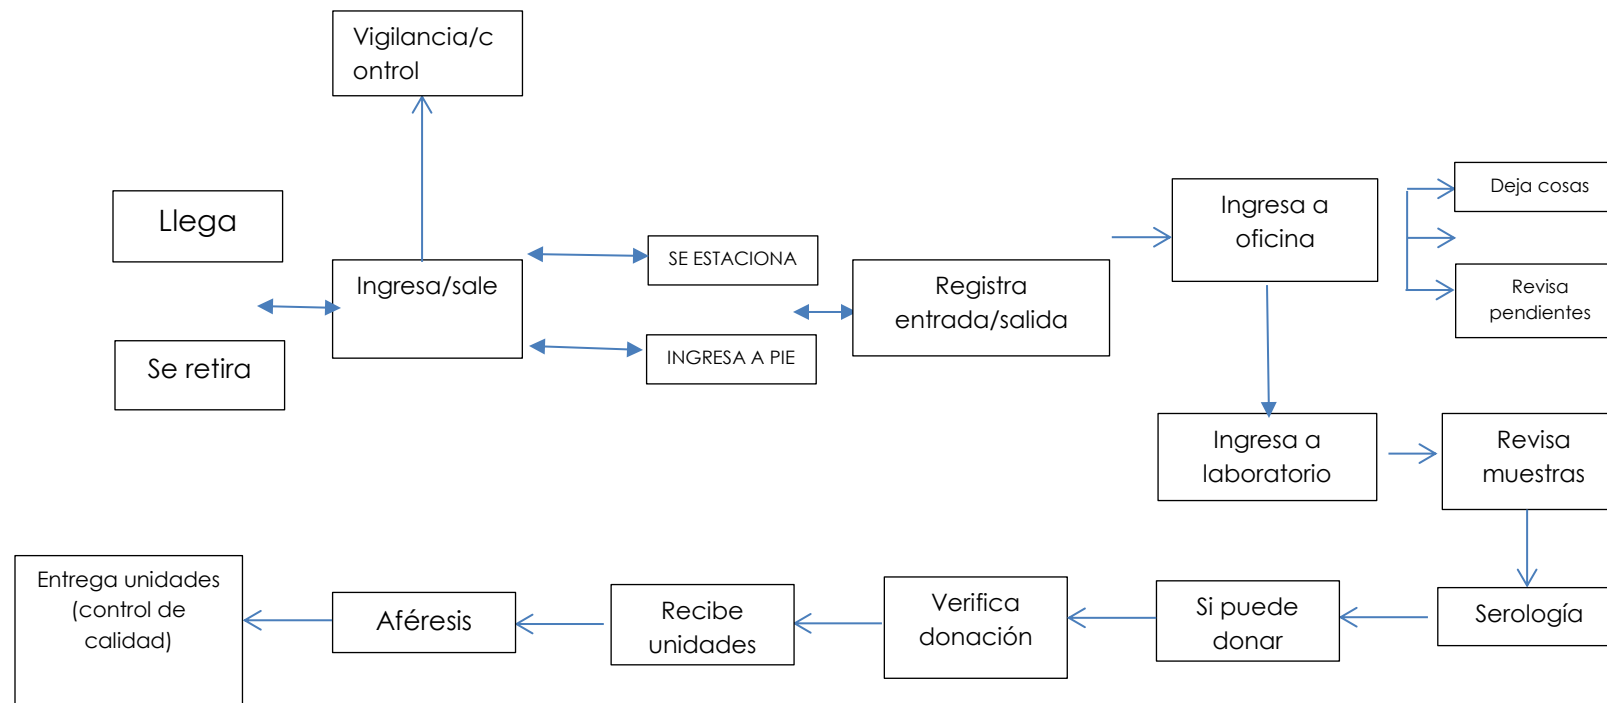 Vigilancia/c
ontrol
Llega
Se retira
Ingresa/sale
SE ESTACIONA
INGRESA A PIE
Registra
entrada/salida
Ingresa a
oficina
Deja cosas
Revisa
pendientes
Ingresa a
laboratorio
Revisa
muestras
Serología
Si puede
donar
Verifica
donación
Recibe
unidades
Aféresis
Entrega unidades
(control de
calidad)